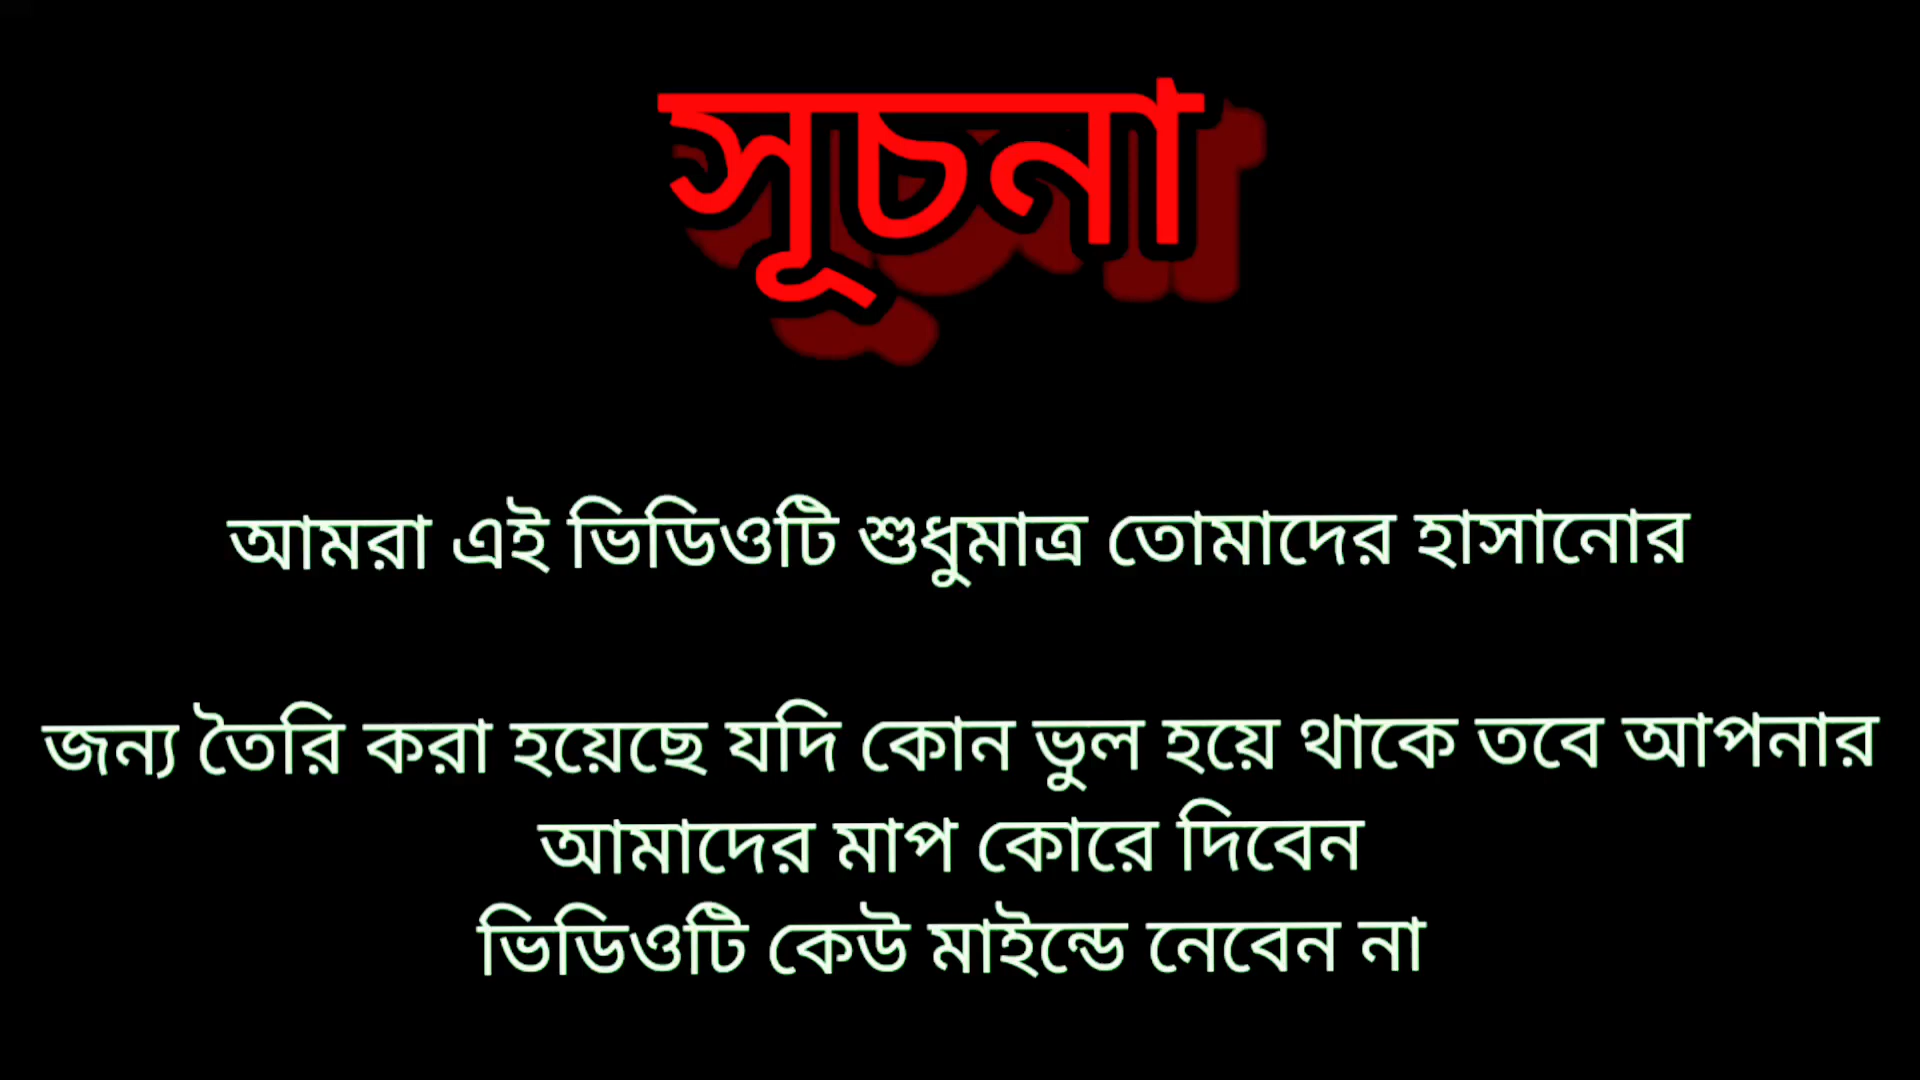 সূচনা
আমরা এই ভিডিওটি শুধুমাত্র তোমাদের হাসানোর
জন্য তৈরি করা হয়েছে যদি কোন ভুল হয়ে থাকে তবে আপনার
আমাদের মাপ কোরে দিবেন
ভিডিওটি কেউ মাইন্ডে নেবেন না